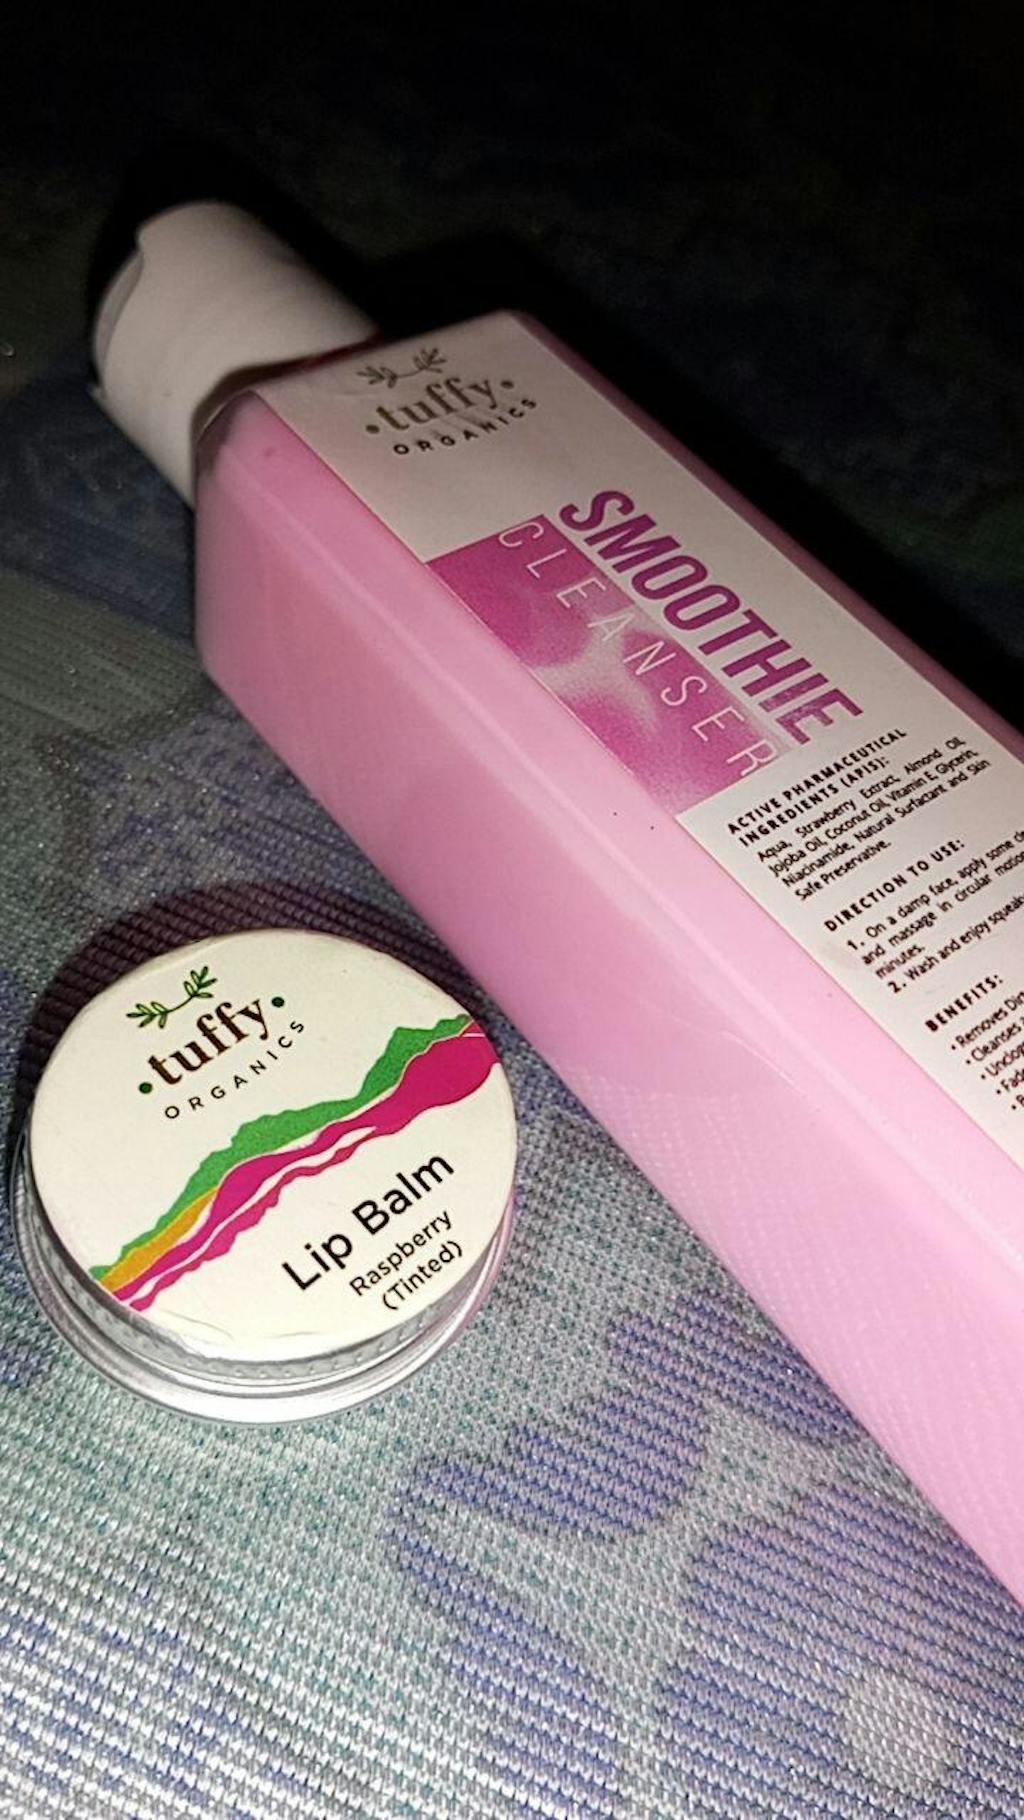 tuffy
ORGANICS
SMOOTHIE
CLEANSER
ACTIVE PHARMACEUTICAL
INGREDIENTS (APIS):
Aqua, Strawberry Extract, Almond Oil,
Jojoba Oil, Coconut Oil, Vitamin E, Glycerin,
Niacinamide, Natural Surfactant and Skin
Safe Preservative.
DIRECTION TO USE:
1. On a damp face, apply some
and massage in circular
minutes.
2. Wash and enjoy
BENEFITS:
• Removes
• Cleanses
tuffy
ORGANICS
Lip Balm
Raspberry
(Tinted)